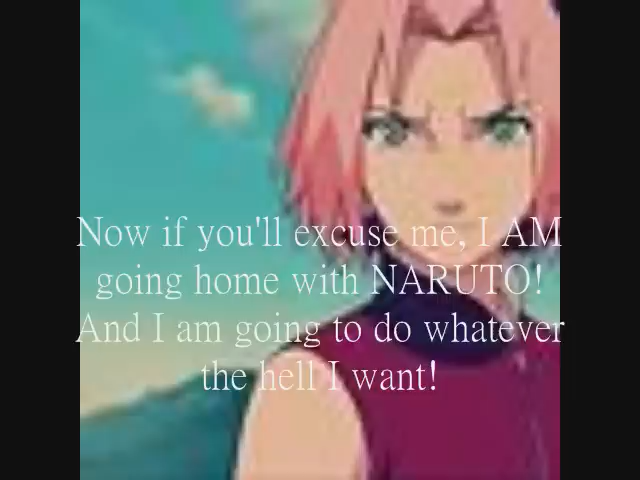 Now if you'll excuse me, I AM
going home with NARUTO!
And I am going to do whatever
the hell I want!